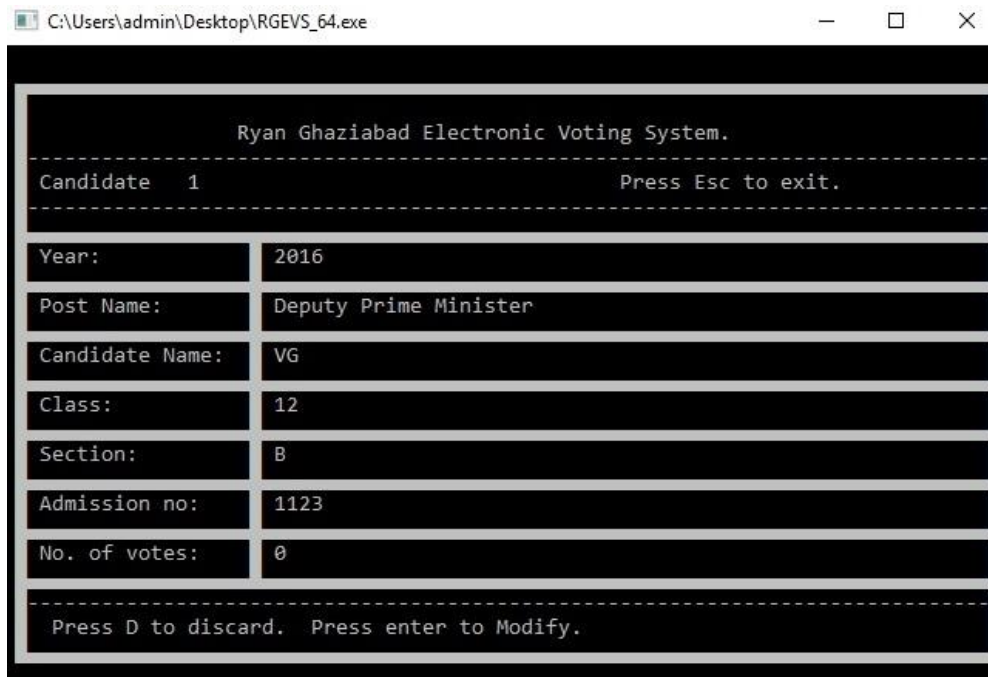 C:\Users\admin\Desktop\RGEVS_64.exe
Ryan Ghaziabad Electronic Voting System.
Candidate 1 Press Esc to exit.
Year: 2016
Post Name: Deputy Prime Minister
Candidate Name: VG
Class: 12
Section: B
Admission no: 1123
No. of votes: 0
Press D to discard. Press enter to Modify.